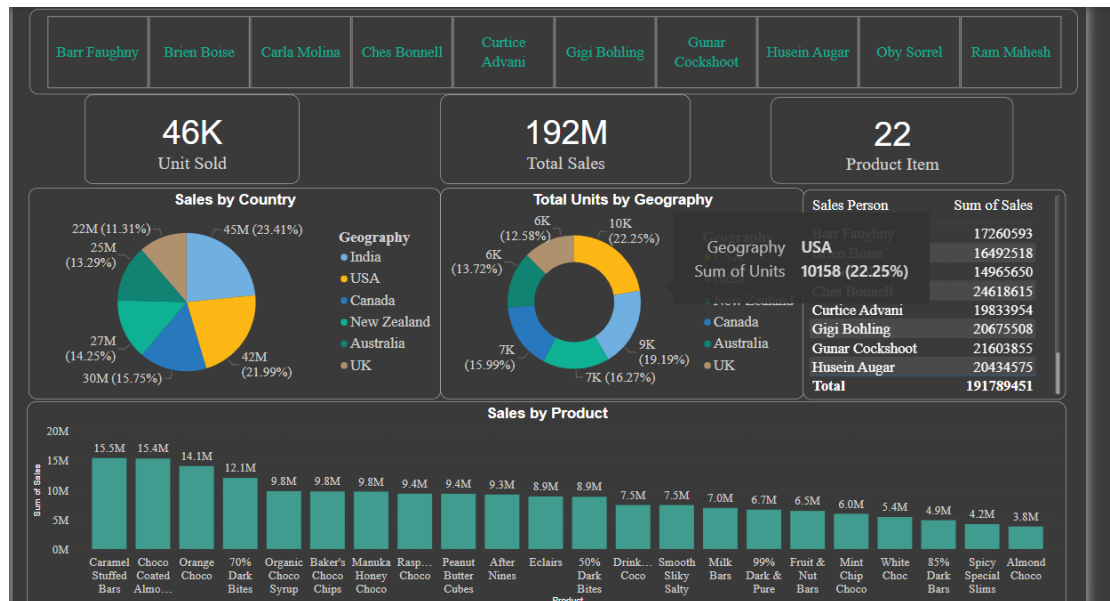 Barr Faughny
Brien Boise
Carla Molina
Ches Bonnell
Curtice
Advani
Gigi Bohling
Gunar
Cockshoot
Husein Augar
Oby Sorrel
Ram Mahesh
46K
Unit Sold
192M
Total Sales
22
Product Item
Sales by Country
22M (11.31%)
45M (23.41%)
25M
(13.29%)
27M
(14.25%)
30M (15.75%)
42M
(21.99%)
Geography
India
USA
Canada
New Zealand
Australia
UK
Total Units by Geography
6K
(12.58%)
10K
(22.25%)
6K
(13.72%)
7K
(15.99%)
7K (16.27%)
9K
(19.19%)
New Zealand
Canada
Australia
UK
Geography USA
Sum of Units 10158 (22.25%)
Sales Person Sum of Sales
Barr Faughny 17260593
Brien Boise 16492518
14965650
Ches Bonnell 24618615
Curtice Advani 19833954
Gigi Bohling 20675508
Gunar Cockshoot 21603855
Husein Augar 20434575
Total 191789451
Sales by Product
Sum of Sales
20M
15M
10M
5M
0M
15.5M 15.4M 14.1M 12.1M 9.8M 9.8M 9.8M 9.4M 9.4M 9.3M 8.9M 8.9M 7.5M 7.5M 7.0M 6.7M 6.5M 6.0M 5.4M 4.9M 4.2M 3.8M
Caramel Choco Orange 70% Organic Baker's Manuka Rasp... Peanut After Eclairs 50% Drink... Smooth Milk 99% Fruit & Mint White 85% Spicy Almond
Stuffed Coated Choco Dark Choco Choco Honey Choco Butter Nines Dark Coco Sliky Bars Dark & Nut Chip Choc Dark Special Choco
Bars Almo... Bites Syrup Chips Choco Cubes Bites Salty Pure Bars Choco Bars Slims
Product